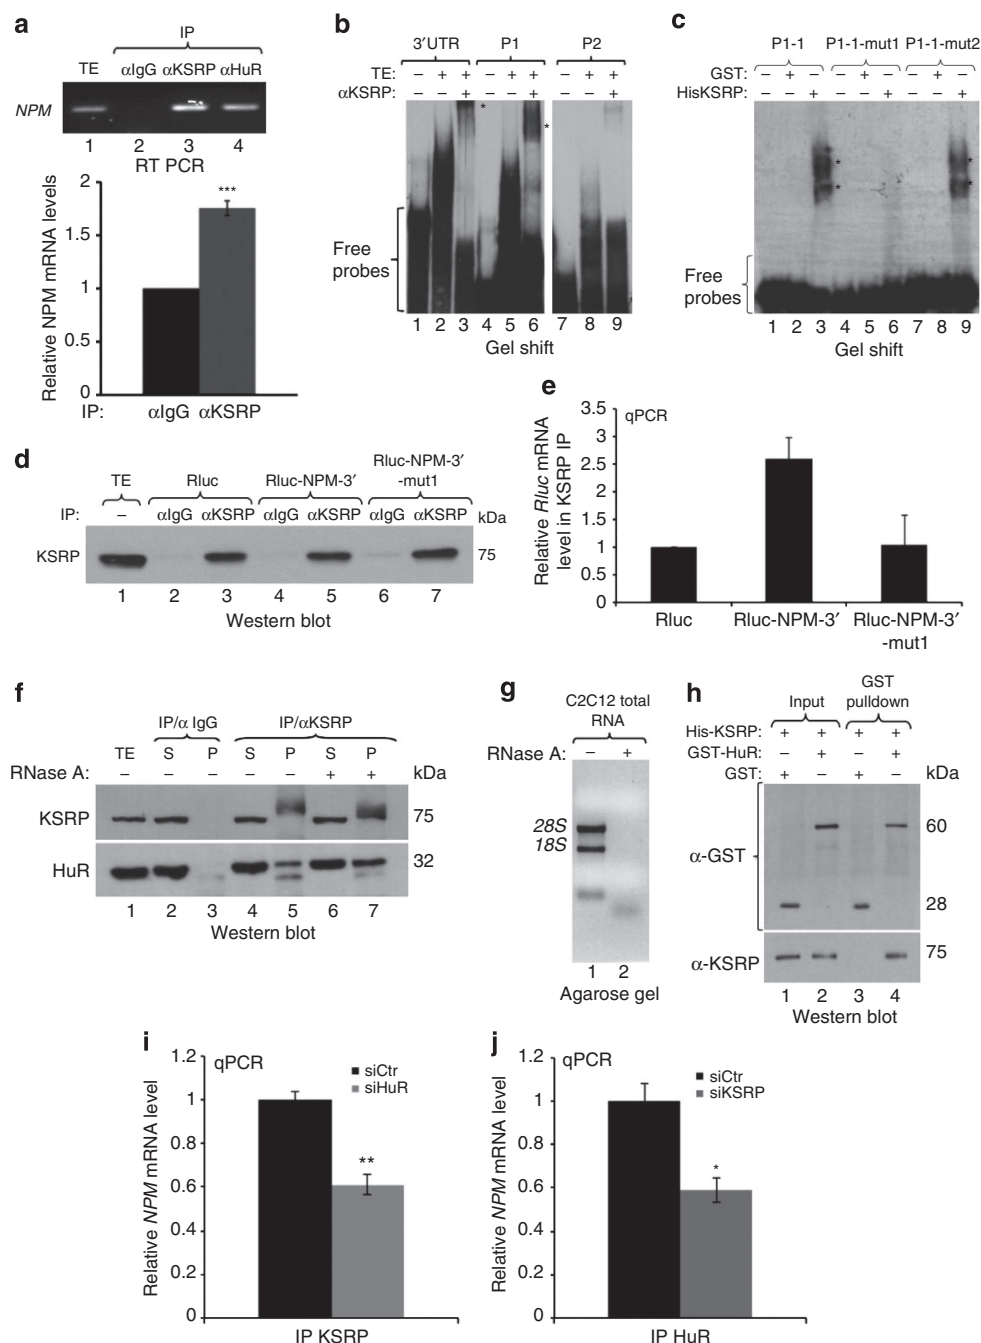 a
IP
TE αIgG αKSRP αHuR
NPM
1 2 3 4
RT PCR
Relative NPM mRNA levels
2
1.5
1
0.5
0
***
IP: αIgG αKSRP
b
3′UTR P1 P2
TE: – + + – + + – + +
αKSRP: – – + – – + – – +
*
*
Free
probes
1 2 3 4 5 6 7 8 9
Gel shift
c
P1-1 P1-1-mut1 P1-1-mut2
GST: – + – – + – – + –
HisKSRP: – – + – – + – – +
*
*
*
*
Free
probes
1 2 3 4 5 6 7 8 9
Gel shift
d
TE Rluc Rluc-NPM-3′ Rluc-NPM-3′
-mut1
IP: – αIgG αKSRP αIgG αKSRP αIgG αKSRP kDa
KSRP 75
1 2 3 4 5 6 7
Western blot
e
qPCR
Relative Rluc mRNA
level in KSRP IP
3.5
3
2.5
2
1.5
1
0.5
0
Rluc Rluc-NPM-3′ Rluc-NPM-3′
-mut1
f
IP/α IgG IP/αKSRP
TE S P S P S P
RNase A: – – – – – + + kDa
KSRP 75
HuR 32
1 2 3 4 5 6 7
Western blot
g
C2C12 total
RNA
RNase A: – +
28S
18S
1 2
Agarose gel
h
Input GST
pulldown
His-KSRP: + + + +
GST-HuR: – + – +
GST: + – + – kDa
α-GST 60
28
α-KSRP 75
1 2 3 4
Western blot
i
qPCR
siCtr
siHuR
Relative NPM mRNA level
1.2
1
0.8
0.6
0.4
0.2
0
**
IP KSRP
j
qPCR
siCtr
siKSRP
Relative NPM mRNA level
1.2
1
0.8
0.6
0.4
0.2
0
*
IP HuR